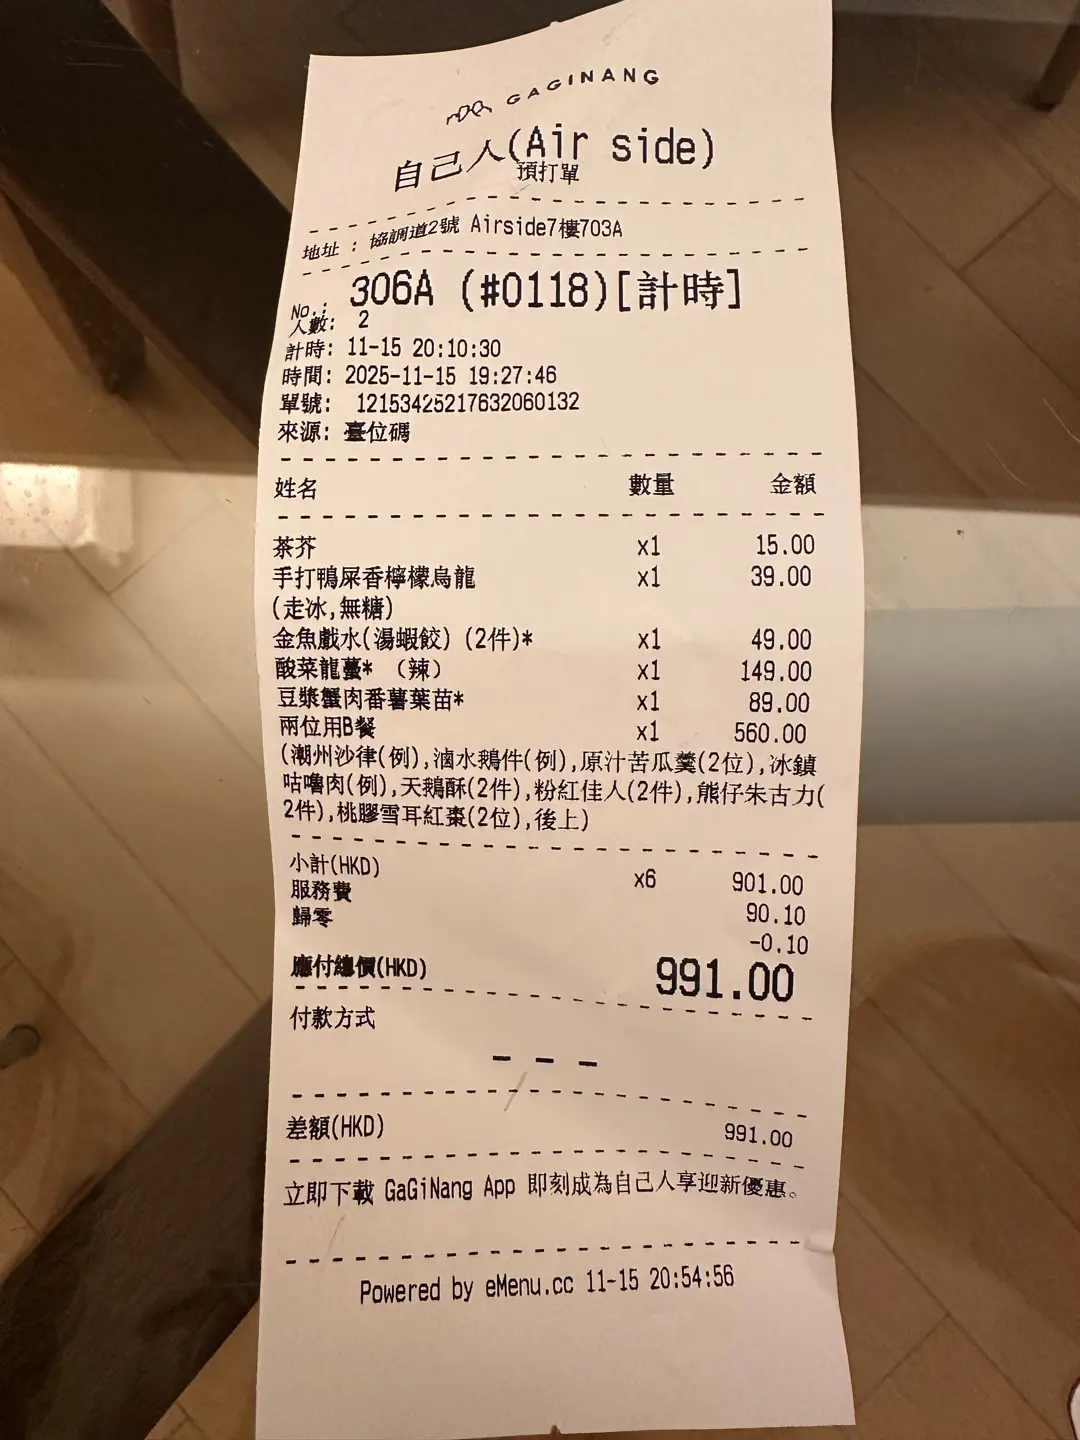 GAGINANG
自己人(Air side)
預打單
地址 : 協調道2號 Airside7樓703A
No.: 306A (#0118)[計時]
人數: 2
計時: 11-15 20:10:30
時間: 2025-11-15 19:27:46
單號: 12153425217632060132
來源: 臺位碼
姓名 數量 金額
茶芥 x1 15.00
手打鴨屎香檸檬烏龍 x1 39.00
(走冰,無糖)
金魚戲水(湯蝦餃) (2件)* x1 49.00
酸菜龍躉* （辣） x1 149.00
豆漿蟹肉番薯葉苗* x1 89.00
兩位用B餐 x1 560.00
(潮州沙律(例),滷水鵝件(例),原汁苦瓜羹(2位),冰鎮
咕嚕肉(例),天鵝酥(2件),粉紅佳人(2件),熊仔朱古力(
2件),桃膠雪耳紅棗(2位),後上)
小計(HKD) x6 901.00
服務費 90.10
歸零 -0.10
應付總價(HKD) 991.00
付款方式
– – –
差額(HKD) 991.00
立即下載 GaGiNang App 即刻成為自己人享迎新優惠。
Powered by eMenu.cc 11-15 20:54:56